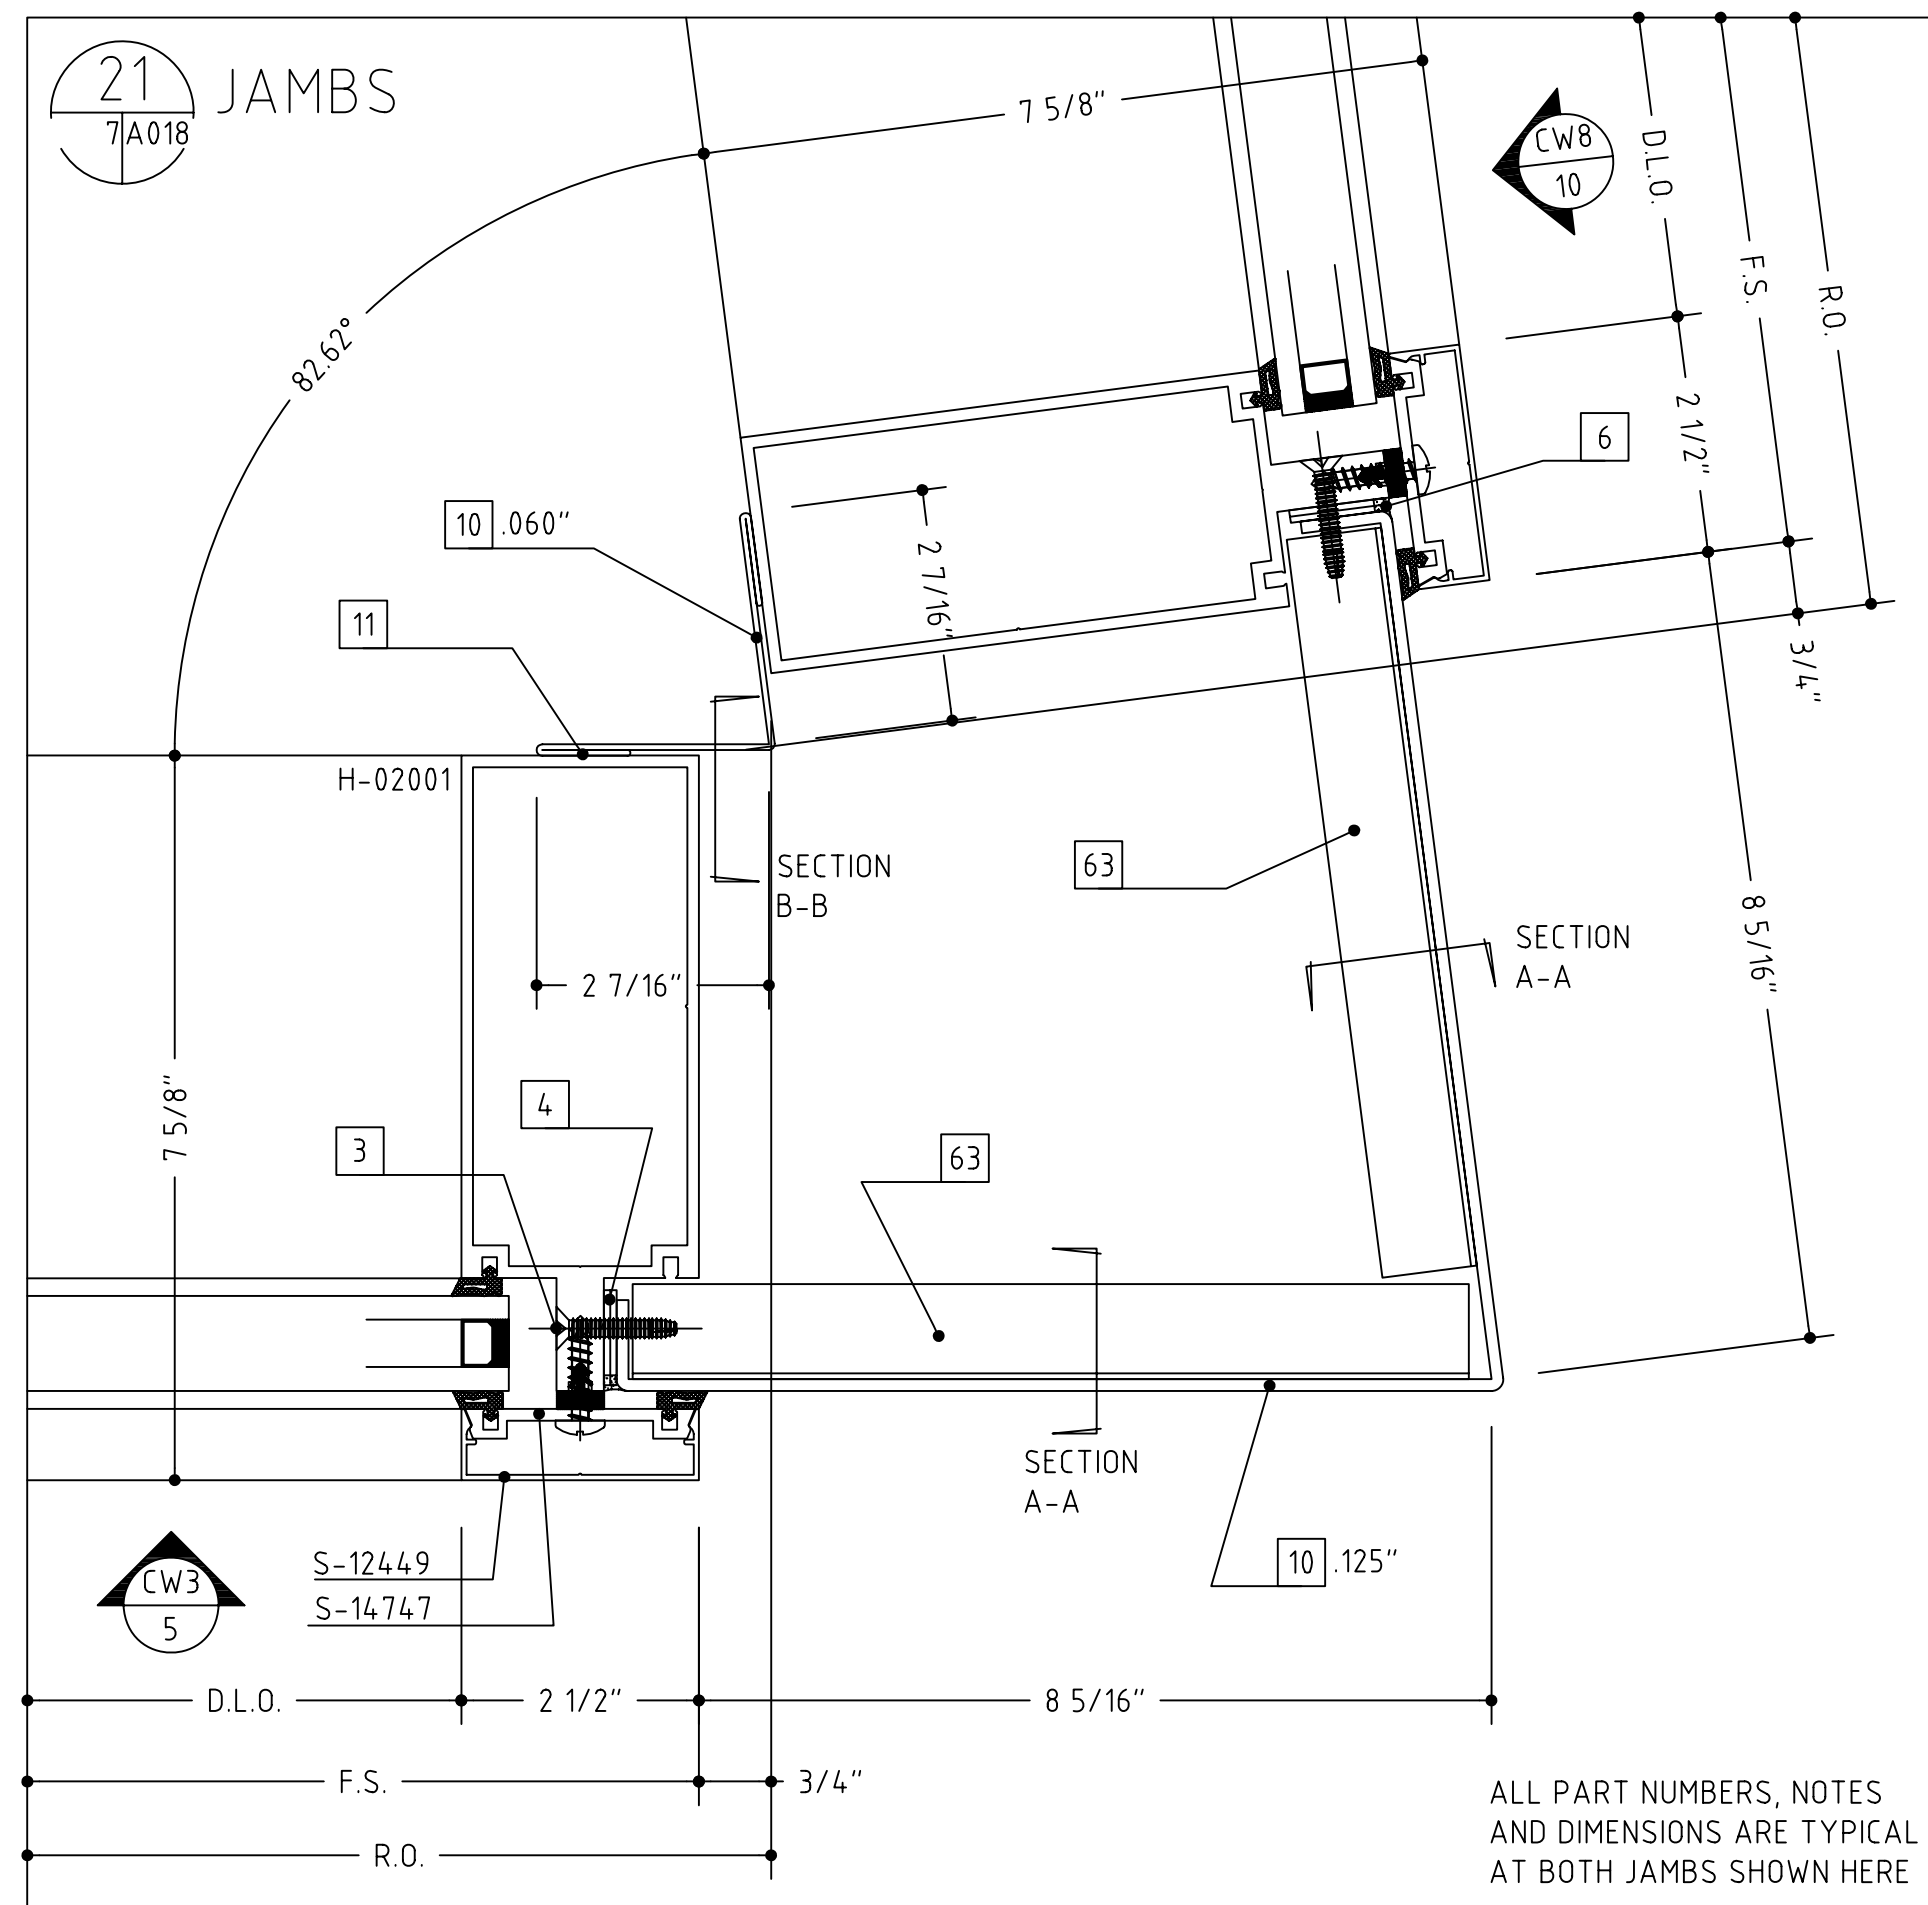 21
JAMBS
7 A018
7 5/8"
CW8
10
D.L.O.
F.S.
R.O.
82.62°
2 1/2"
6
10 .060"
2 7/16"
11
3/4"
H-02001
SECTION
B-B
63
8 5/16"
SECTION
A-A
2 7/16"
7 5/8"
4
3
63
SECTION
A-A
S-12449
S-14747
10 .125"
CW3
5
D.L.O.
2 1/2"
8 5/16"
F.S.
3/4"
R.O.
ALL PART NUMBERS, NOTES
AND DIMENSIONS ARE TYPICAL
AT BOTH JAMBS SHOWN HERE